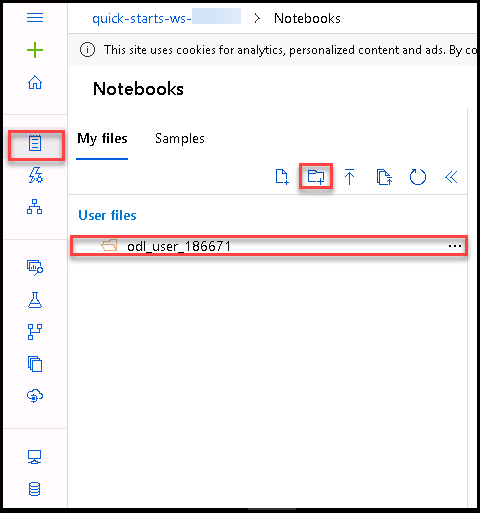 quick-starts-ws- > Notebooks
This site uses cookies for analytics, personalized content and ads. By co
Notebooks
My files Samples
User files
odl_user_186671 ...